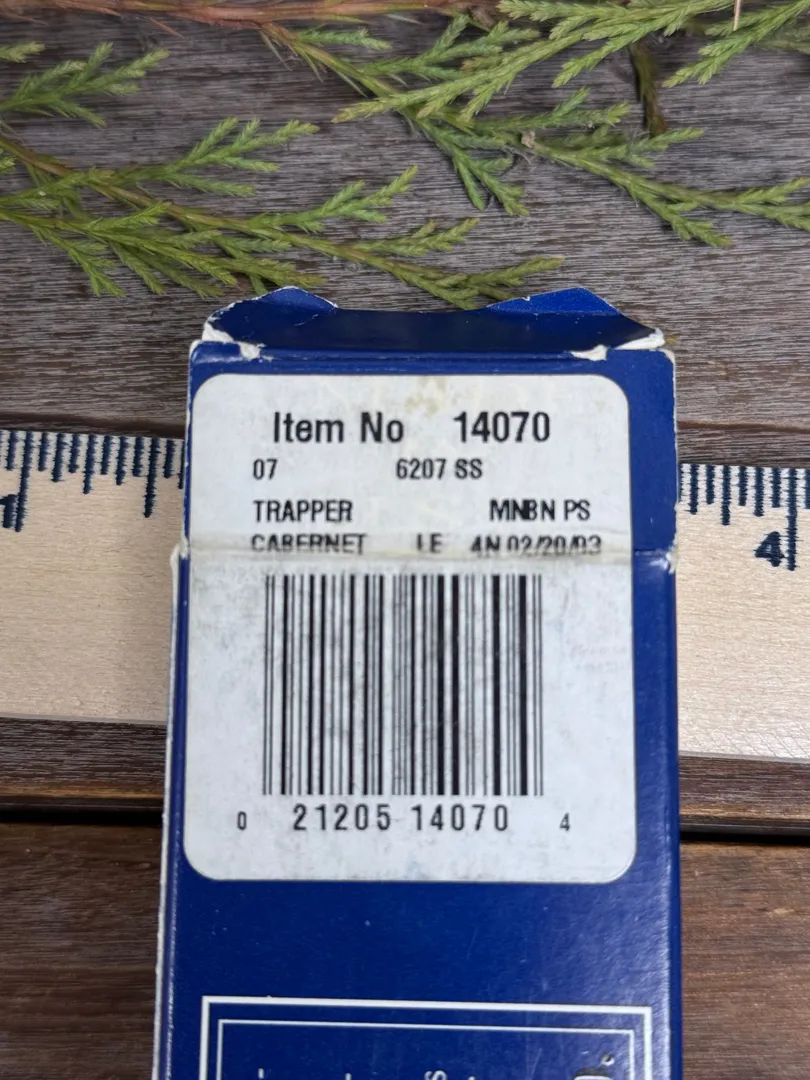 Item No 14070
07 6207 SS
TRAPPER MNBN PS
CABERNET LE 4N 02/20/03
0 21205 14070 4
1
4